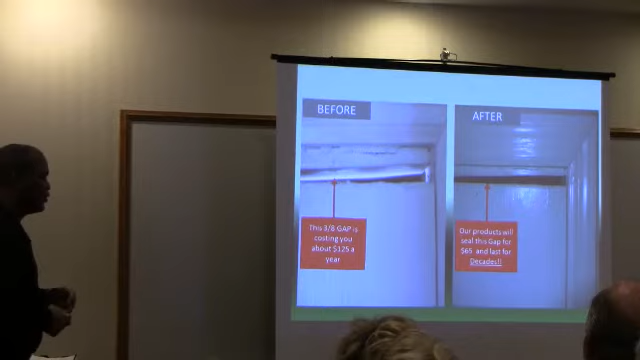 BEFORE
This 3/8 GAP is
costing you
about $125 a
year
AFTER
Our products will
seal this Gap for
$65 and last for
Decades!!